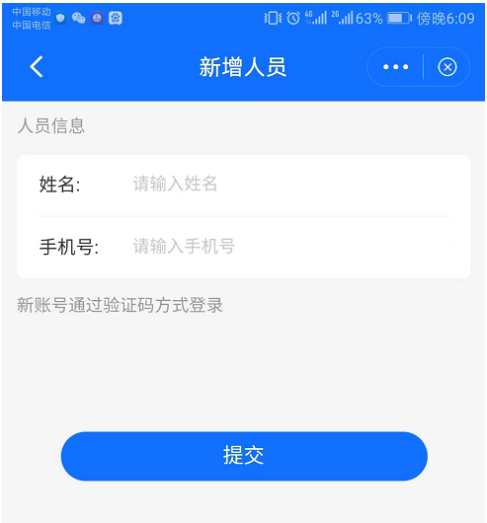 中国移动
中国电信
4G 2G 63% 傍晚6:09
新增人员
人员信息
姓名: 请输入姓名
手机号: 请输入手机号
新账号通过验证码方式登录
提交